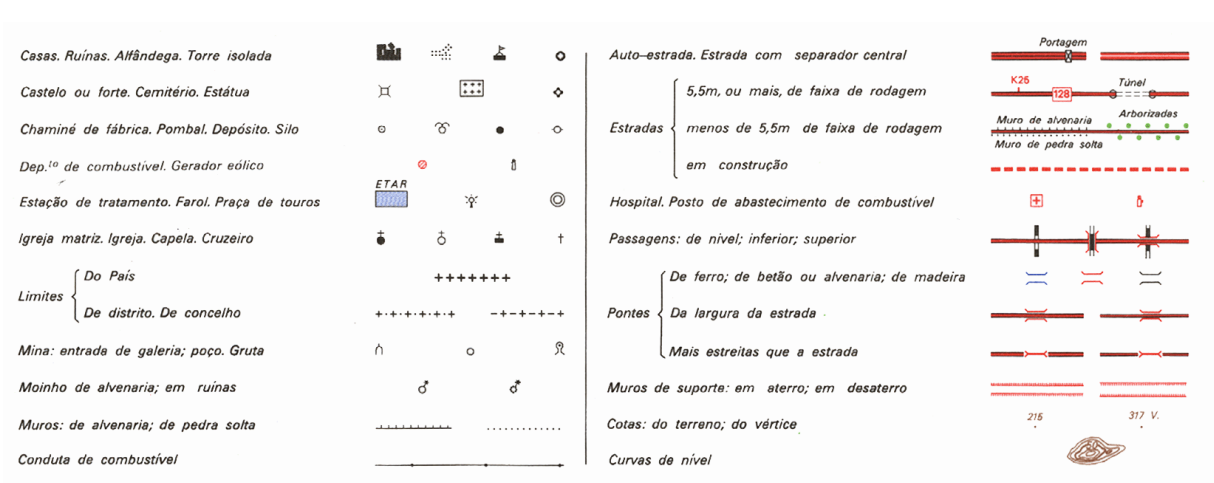 Casas. Ruínas. Alfândega. Torre isolada
Castelo ou forte. Cemitério. Estátua
Chaminé de fábrica. Pombal. Depósito. Silo
Dep.to de combustivel. Gerador eólico
ETAR
Estação de tratamento. Farol. Praça de touros
Igreja matriz. Igreja. Capela. Cruzeiro
Limites
Do País
De distrito. De concelho
Mina: entrada de galeria; poço. Gruta
Moinho de alvenaria; em ruínas
Muros: de alvenaria; de pedra solta
Conduta de combustível
Portagem
Auto-estrada. Estrada com separador central
Estradas
K25
Túnel
5,5m, ou mais, de faixa de rodagem
128
Muro de alvenaria
Arborizadas
menos de 5,5m de faixa de rodagem
Muro de pedra solta
em construção
Hospital. Posto de abastecimento de combustivel
Passagens: de nivel; inferior; superior
Pontes
De ferro; de betão ou alvenaria; de madeira
Da largura da estrada
Mais estreitas que a estrada
Muros de suporte: em aterro; em desaterro
215
317 V.
Cotas: do terreno; do vértice
Curvas de nível